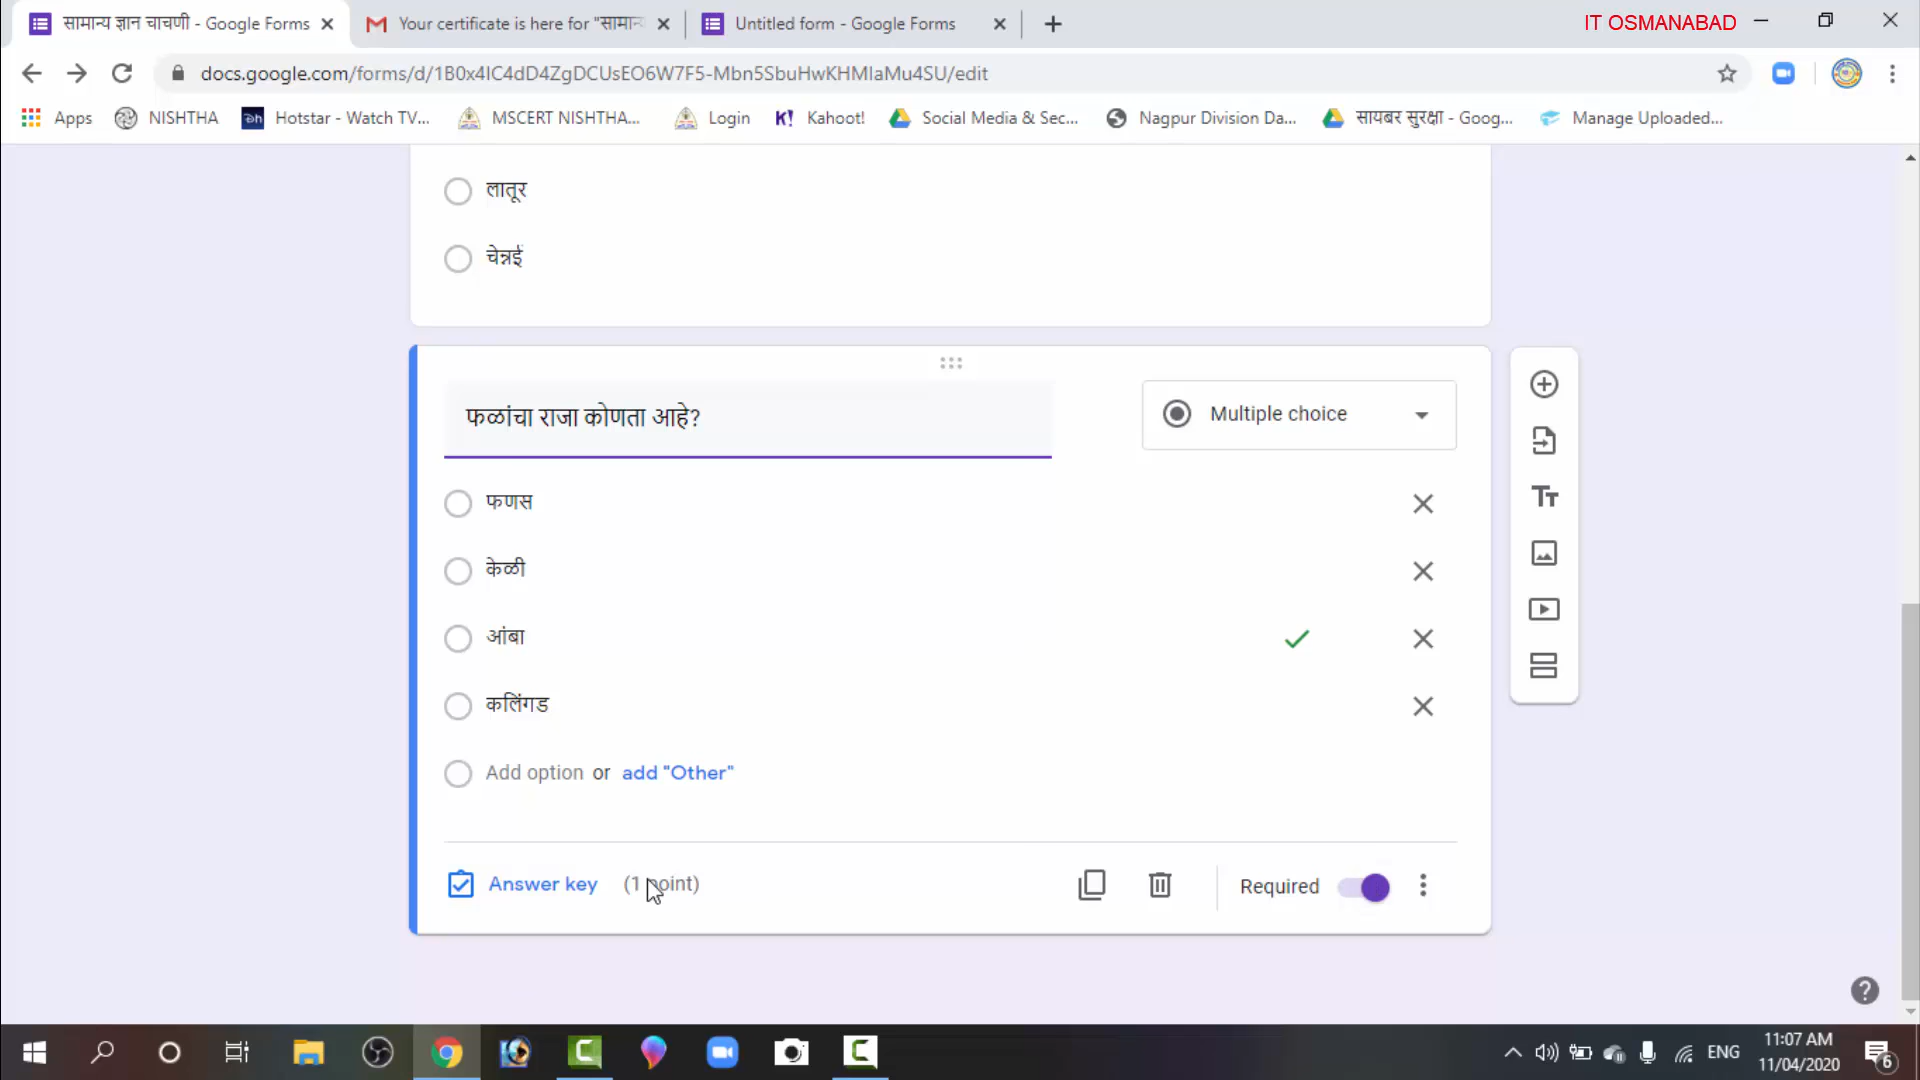 सामान्य ज्ञान चाचणी - Google Forms
Your certificate is here for "सामान्य
Untitled form - Google Forms
IT OSMANABAD
docs.google.com/forms/d/1B0x4IC4dD4ZgDCUsEO6W7F5-Mbn5SbuHwKHMIaMu4SU/edit
Apps
NISHTHA
Hotstar - Watch TV...
MSCERT NISHTHA...
Login
K! Kahoot!
Social Media & Sec...
Nagpur Division Da...
सायबर सुरक्षा - Goog...
Manage Uploaded...
लातूर
चेन्नई
फळांचा राजा कोणता आहे?
Multiple choice
फणस
केळी
आंबा
कलिंगड
Add option or add "Other"
Answer key (1 point)
Required
ENG
11:07 AM
11/04/2020
6